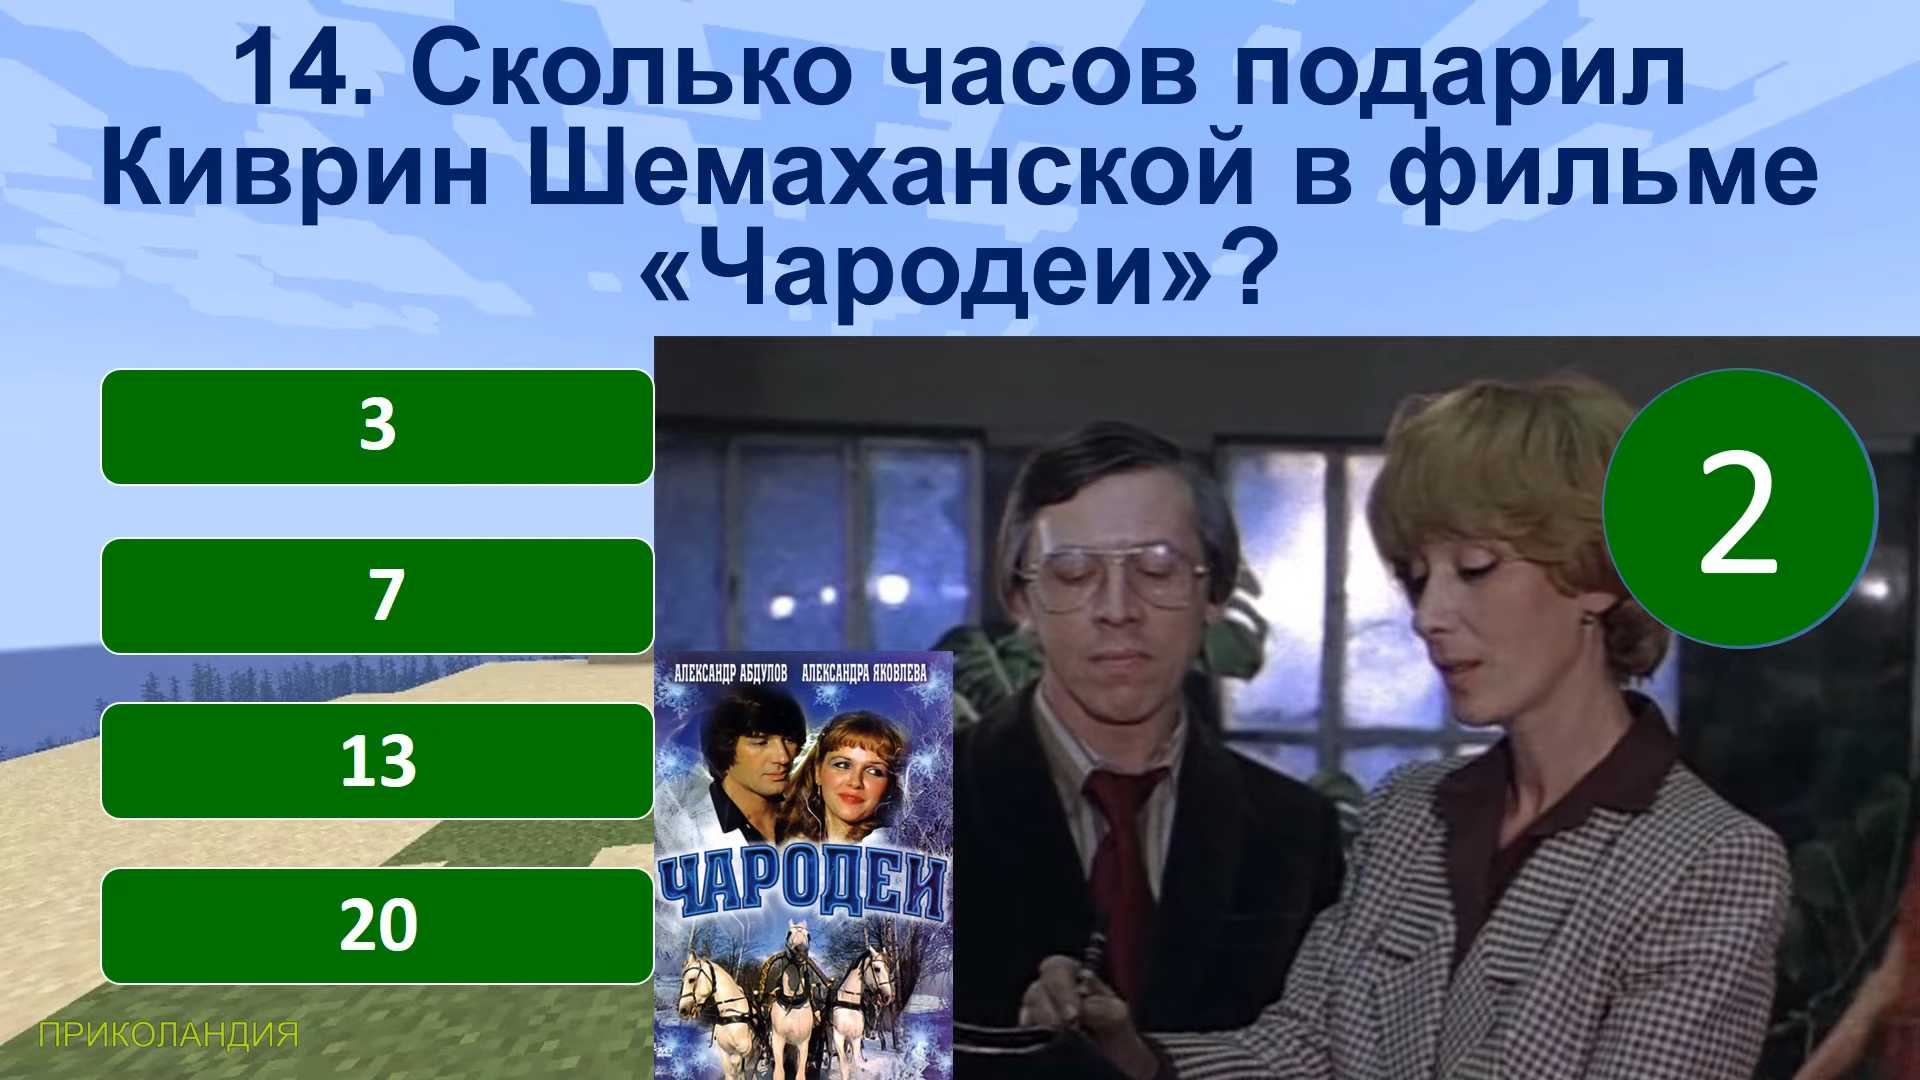 14. Сколько часов подарил
Киврин Шемаханской в фильме
«Чародеи»?
3
7
13
20
2
АЛЕКСАНДР АБДУЛОВ АЛЕКСАНДРА ЯКОВЛЕВА
ЧАРОДЕИ
ПРИКОЛАНДИЯ